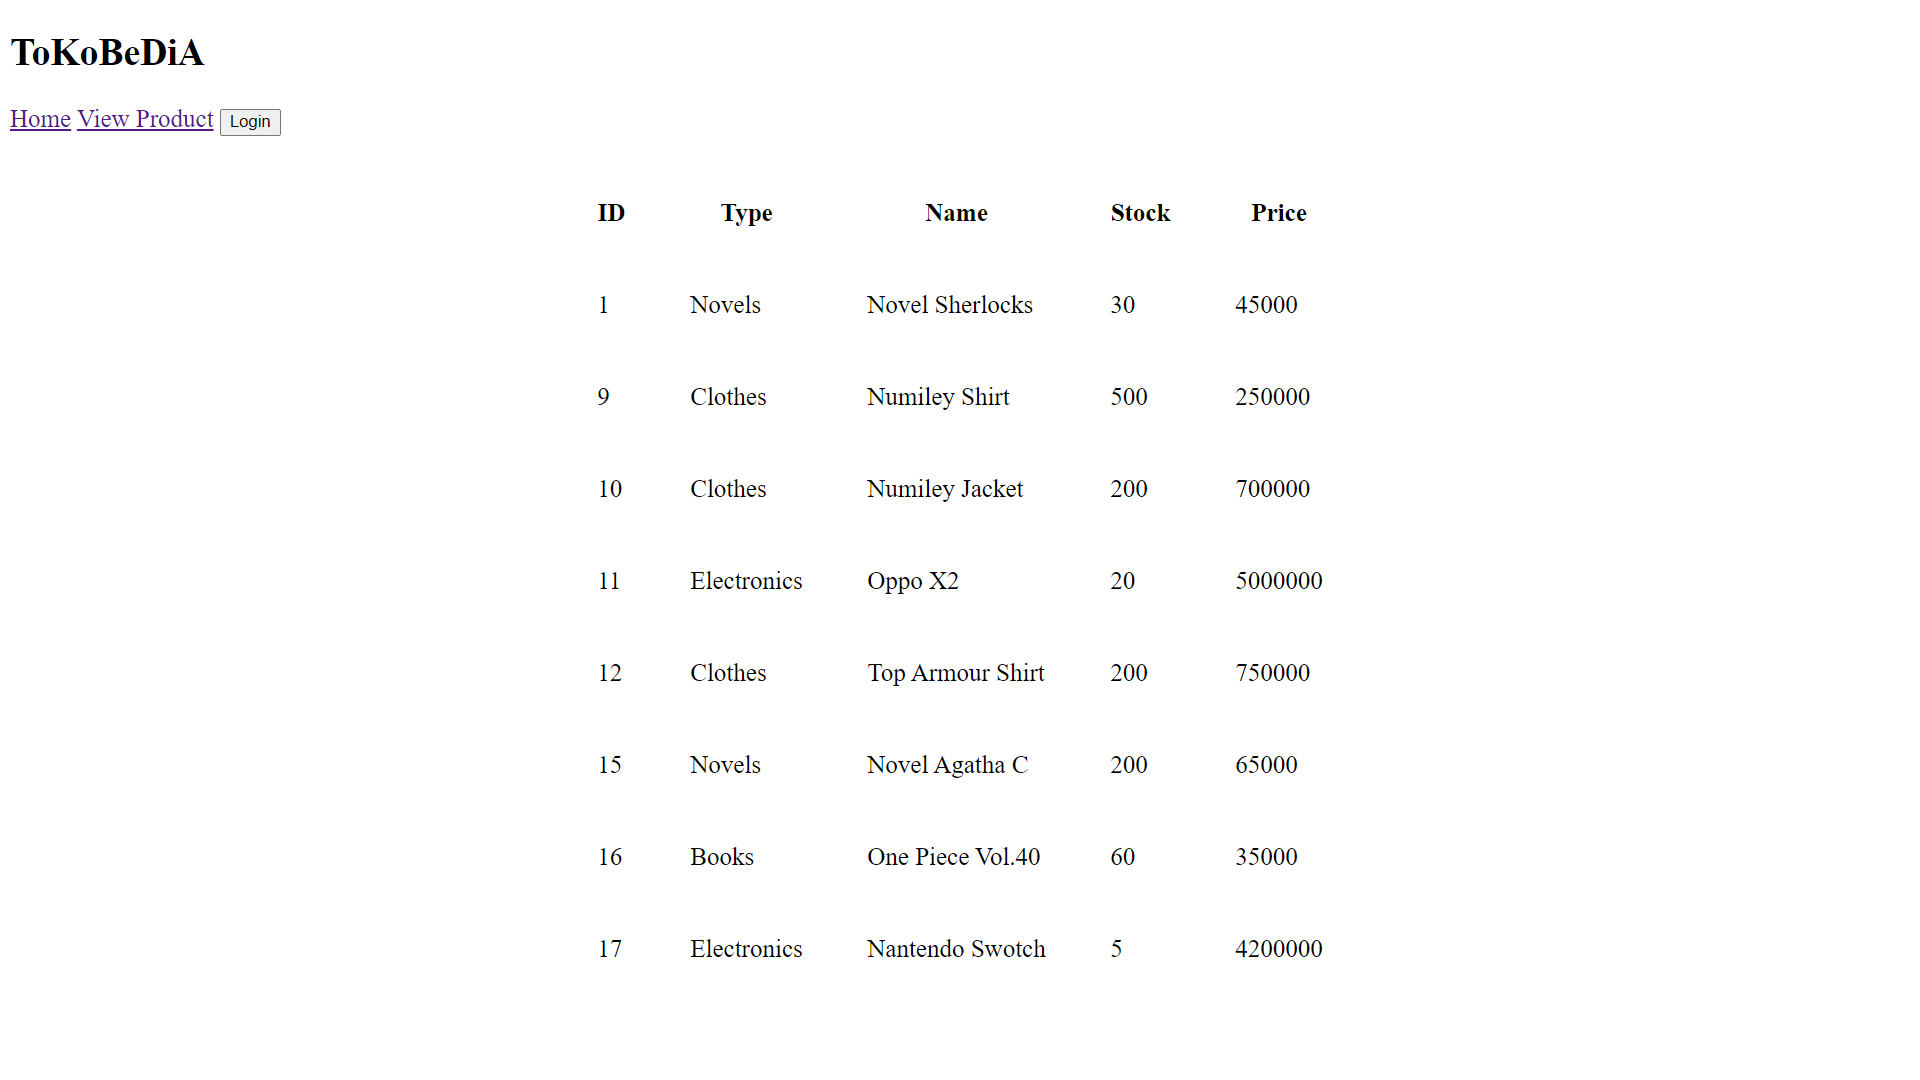 ToKoBeDiA
Home View Product Login
ID Type Name Stock Price
1 Novels Novel Sherlocks 30 45000
9 Clothes Numiley Shirt 500 250000
10 Clothes Numiley Jacket 200 700000
11 Electronics Oppo X2 20 5000000
12 Clothes Top Armour Shirt 200 750000
15 Novels Novel Agatha C 200 65000
16 Books One Piece Vol.40 60 35000
17 Electronics Nantendo Swotch 5 4200000